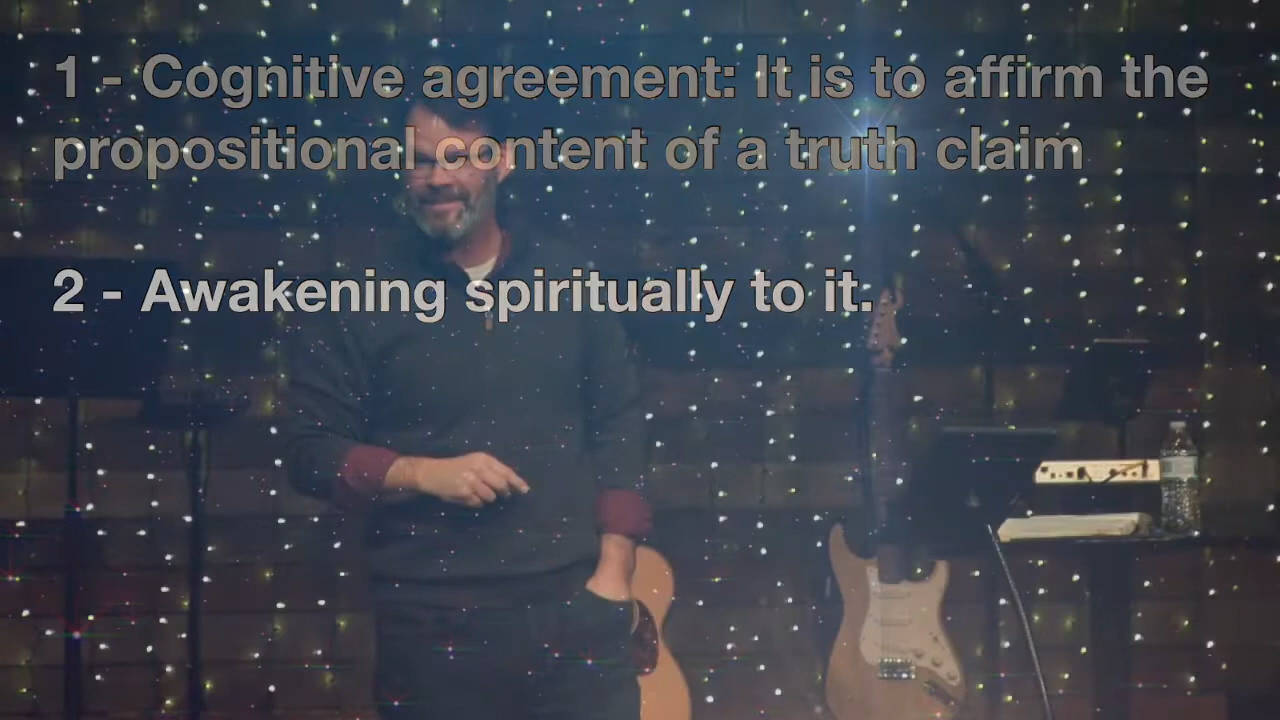 1 - Cognitive agreement: It is to affirm the
propositional content of a truth claim
2 - Awakening spiritually to it.